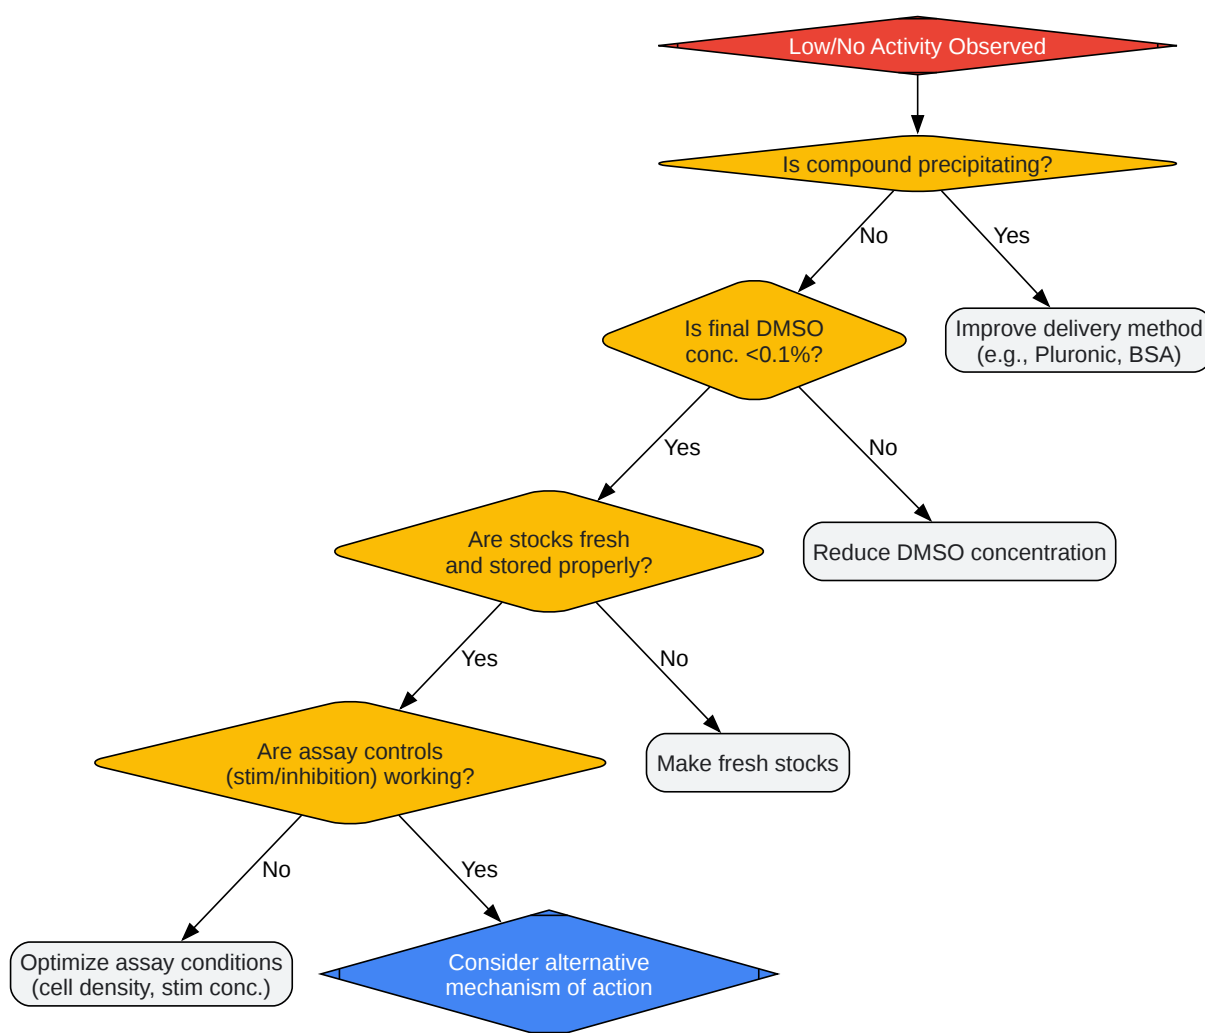 Low/No Activity Observed
Is compound precipitating?
No
Yes
Is final DMSO
conc. <0.1%?
Improve delivery method
(e.g., Pluronic, BSA)
Yes
No
Are stocks fresh
and stored properly?
Reduce DMSO concentration
Yes
No
Are assay controls
(stim/inhibition) working?
Make fresh stocks
No
Yes
Optimize assay conditions
(cell density, stim conc.)
Consider alternative
mechanism of action